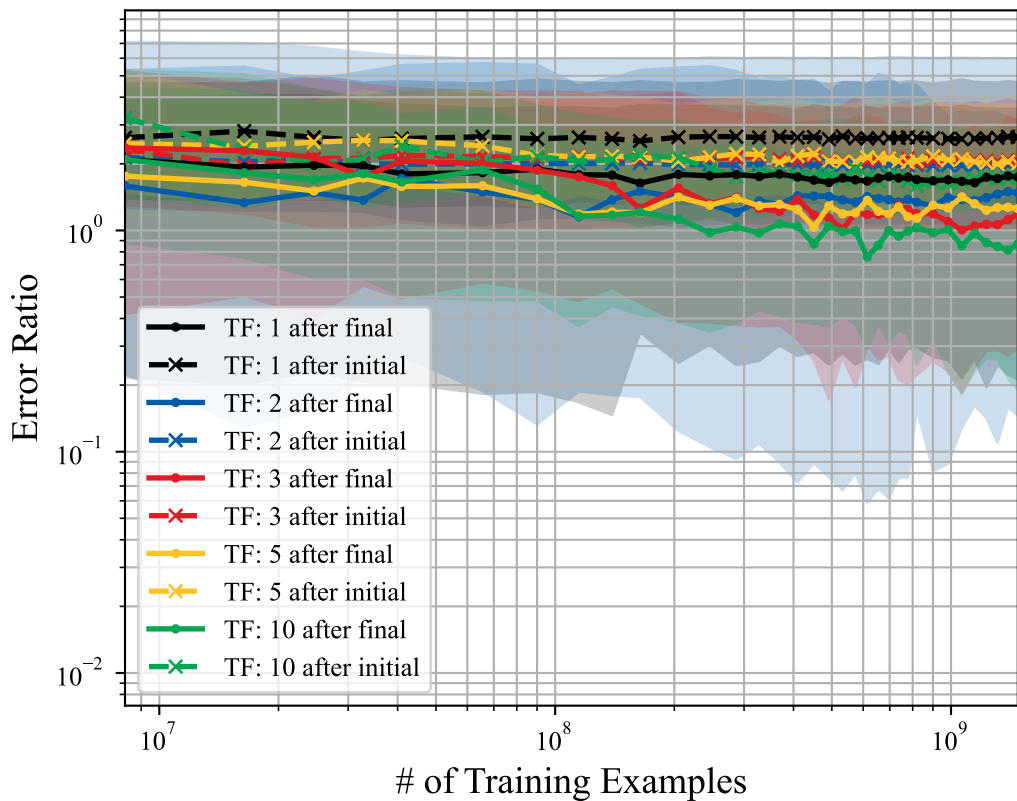 Error Ratio
10^0
10^-1
10^-2
TF: 1 after final
TF: 1 after initial
TF: 2 after final
TF: 2 after initial
TF: 3 after final
TF: 3 after initial
TF: 5 after final
TF: 5 after initial
TF: 10 after final
TF: 10 after initial
10^7 10^8 10^9
# of Training Examples